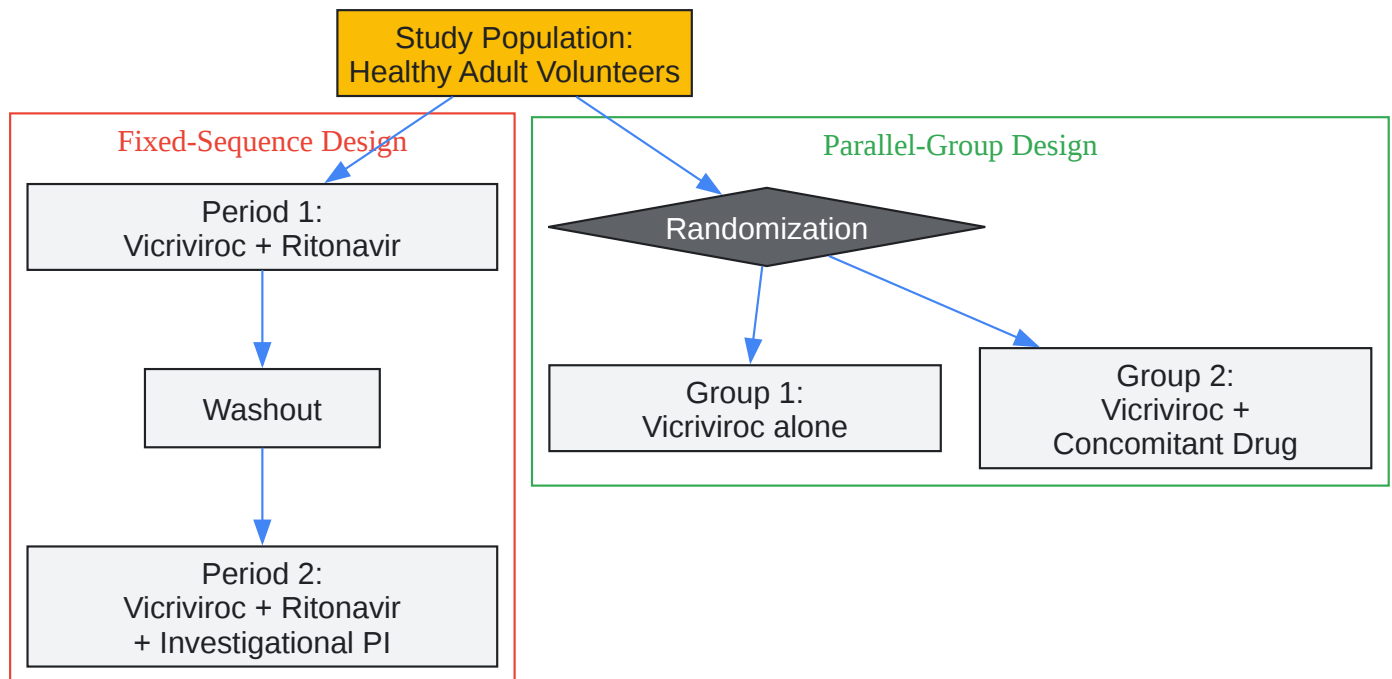 Study Population:
Healthy Adult Volunteers
Fixed-Sequence Design
Period 1:
Vicriviroc + Ritonavir
Washout
Period 2:
Vicriviroc + Ritonavir
+ Investigational PI
Parallel-Group Design
Randomization
Group 1:
Vicriviroc alone
Group 2:
Vicriviroc +
Concomitant Drug